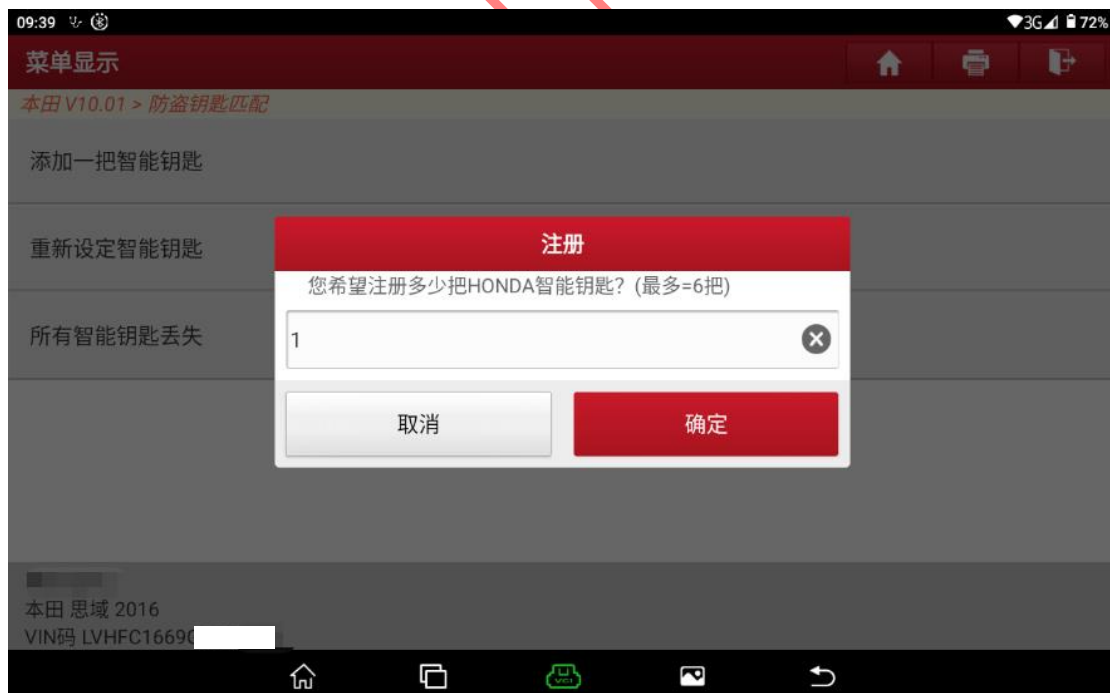 09:39
3G
72%
菜单显示
本田 V10.01 > 防盗钥匙匹配
添加一把智能钥匙
重新设定智能钥匙
所有智能钥匙丢失
注册
您希望注册多少把HONDA智能钥匙？(最多=6把)
1
取消
确定
本田 思域 2016
VIN码 LVHFC1669
VCI